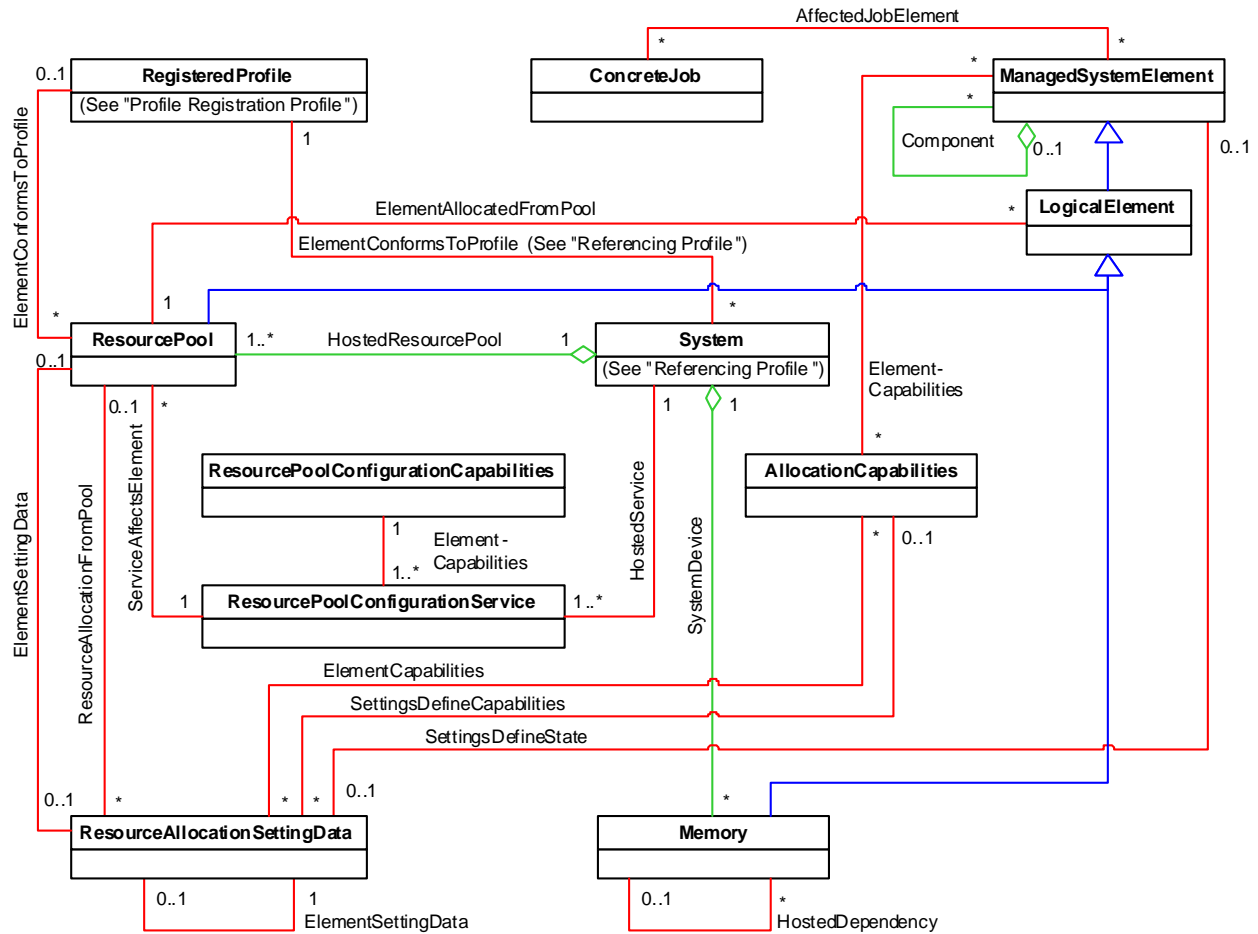 AffectedJobElement
*
*
0..1
RegisteredProfile
(See "Profile Registration Profile")
1
ConcreteJob
ManagedSystemElement
*
*
Component
0..1
0..1
ElementConformsToProfile
ElementAllocatedFromPool
*
LogicalElement
ElementConformsToProfile (See "Referencing Profile")
*
1
*
ResourcePool
0..1
1..*
HostedResourcePool
1
System
(See "Referencing Profile")
Element-
Capabilities
0..1
*
1
1
*
ResourcePoolConfigurationCapabilities
AllocationCapabilities
ElementSettingData
ResourceAllocationFromPool
ServiceAffectsElement
1
Element-
Capabilities
1..*
HostedService
SystemDevice
*
0..1
1
ResourcePoolConfigurationService
1..*
ElementCapabilities
SettingsDefineCapabilities
SettingsDefineState
0..1
*
*
*
0..1
*
ResourceAllocationSettingData
Memory
0..1
1
ElementSettingData
0..1
*
HostedDependency